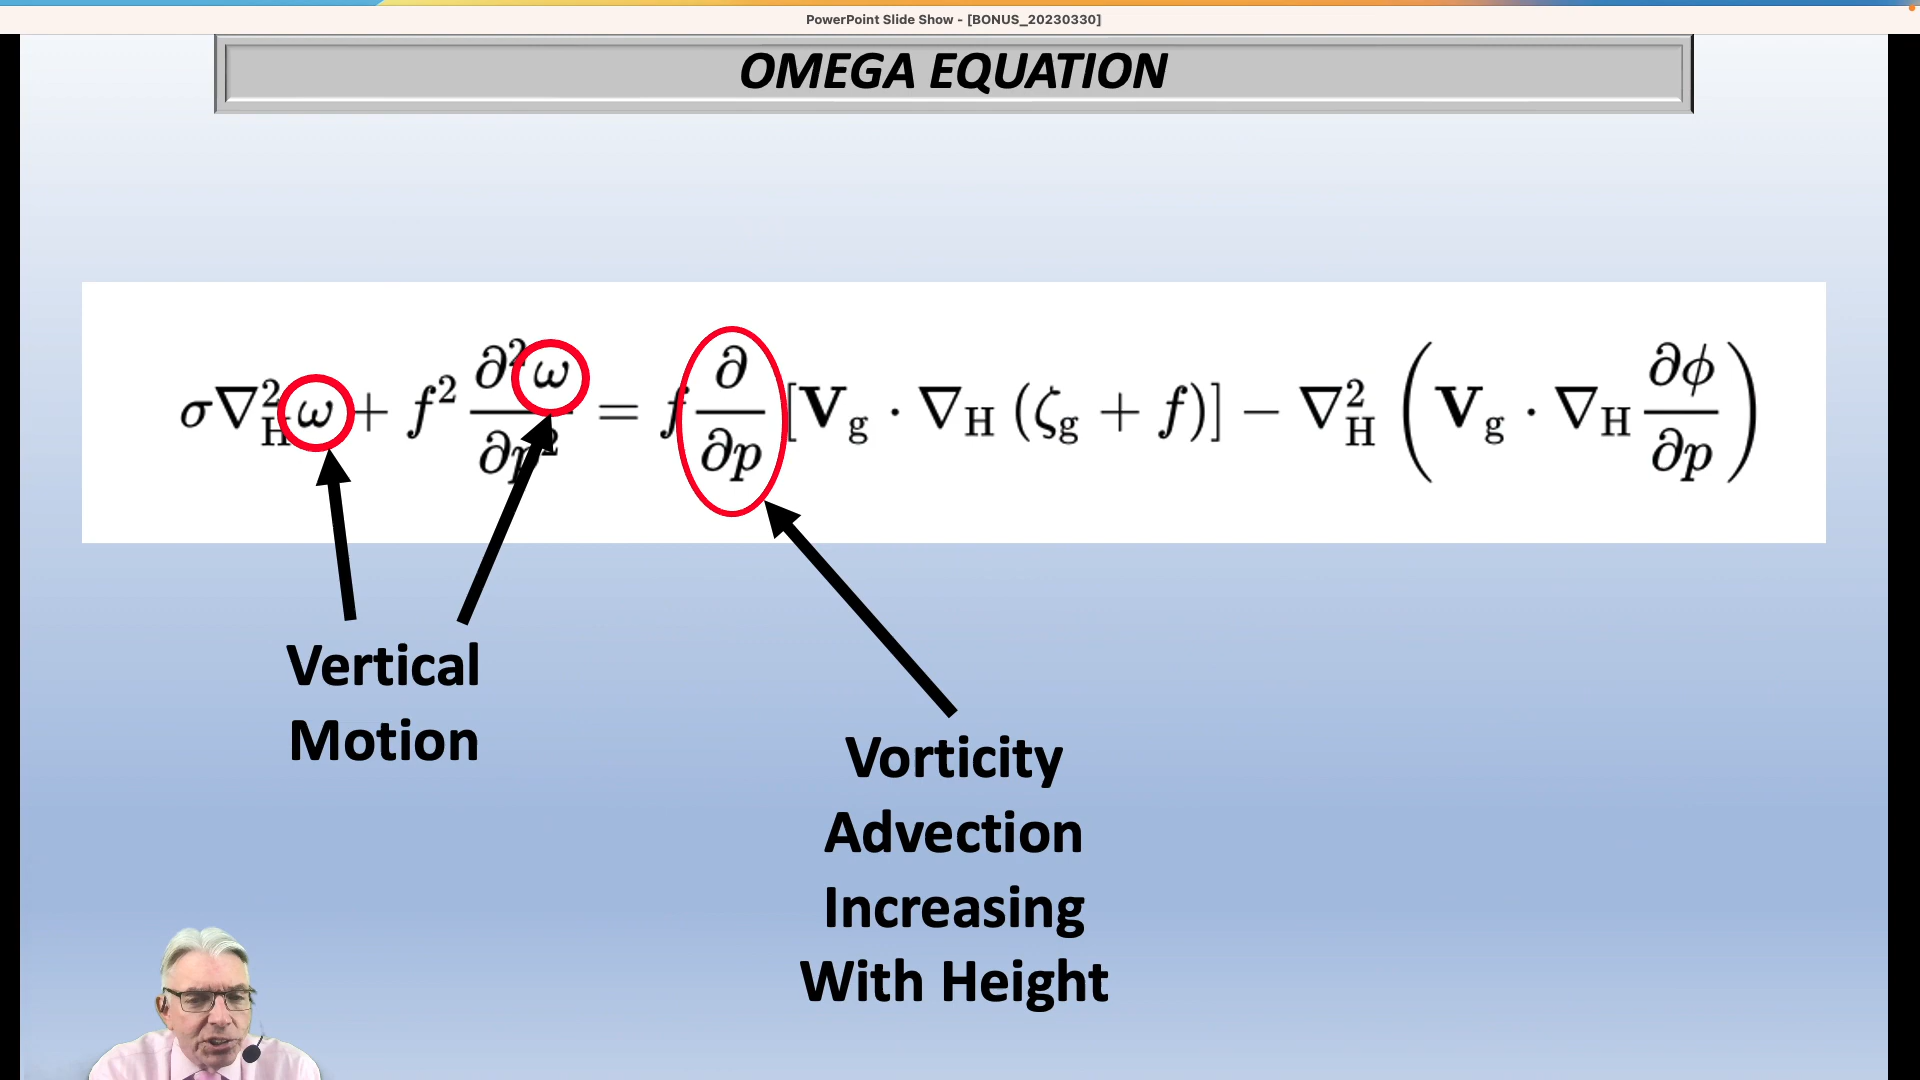 PowerPoint Slide Show - [BONUS_20230330]
OMEGA EQUATION
σ∇²_H ω + f² ∂²ω/∂p² = f ∂/∂p [V_g · ∇_H (ζ_g + f)] − ∇²_H (V_g · ∇_H ∂ϕ/∂p)
Vertical
Motion
Vorticity
Advection
Increasing
With Height